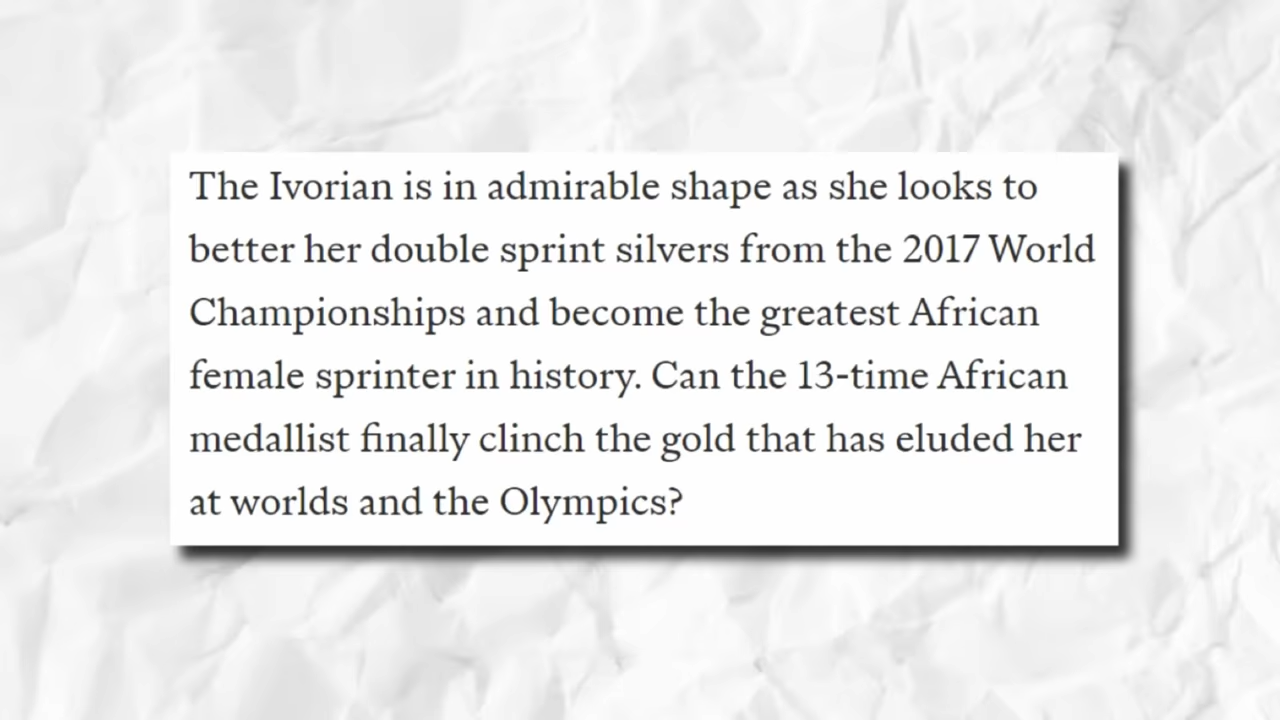 The Ivorian is in admirable shape as she looks to
better her double sprint silvers from the 2017 World
Championships and become the greatest African
female sprinter in history. Can the 13-time African
medallist finally clinch the gold that has eluded her
at worlds and the Olympics?